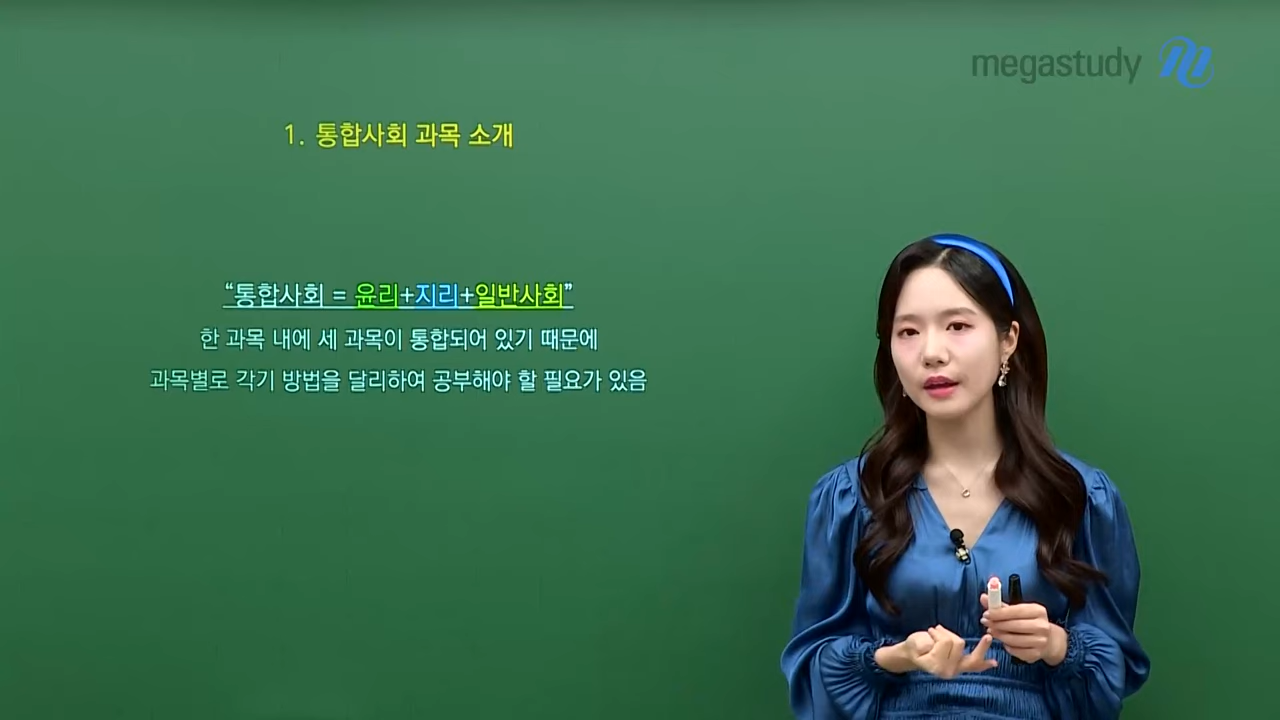 megastudy
1. 통합사회 과목 소개
“통합사회 = 윤리+지리+일반사회”
한 과목 내에 세 과목이 통합되어 있기 때문에
과목별로 각기 방법을 달리하여 공부해야 할 필요가 있음